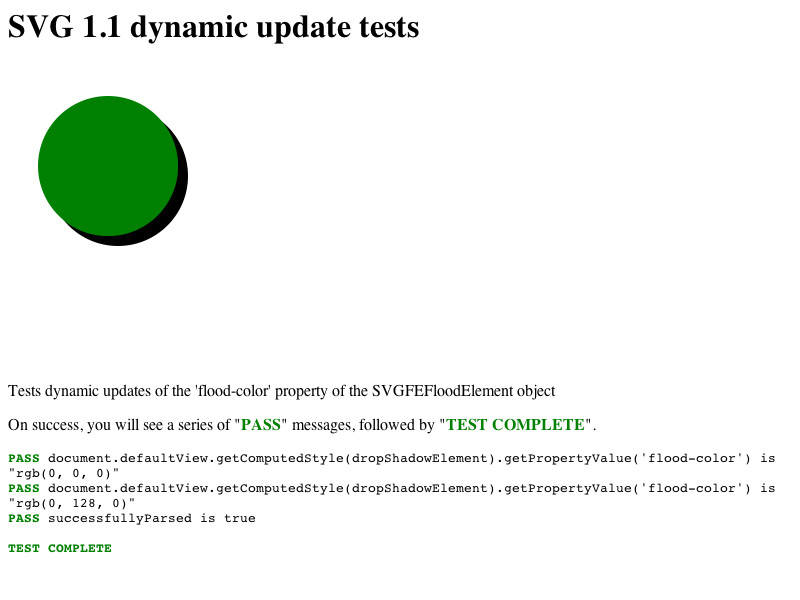 SVG 1.1 dynamic update tests
Tests dynamic updates of the 'flood-color' property of the SVGFEFloodElement object
On success, you will see a series of "PASS" messages, followed by "TEST COMPLETE".
PASS document.defaultView.getComputedStyle(dropShadowElement).getPropertyValue('flood-color') is
"rgb(0, 0, 0)"
PASS document.defaultView.getComputedStyle(dropShadowElement).getPropertyValue('flood-color') is
"rgb(0, 128, 0)"
PASS successfullyParsed is true
TEST COMPLETE